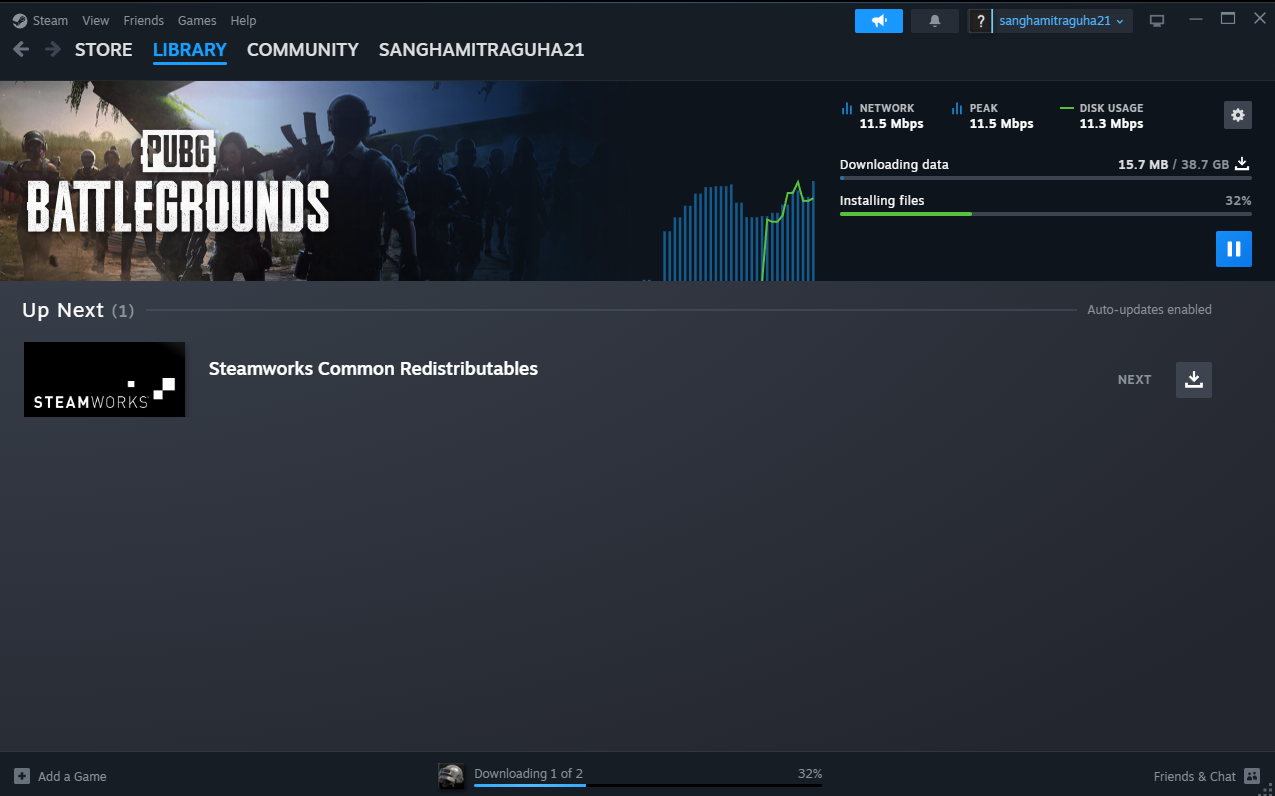 Steam View Friends Games Help
? sanghamitraguha21
STORE LIBRARY COMMUNITY SANGHAMITRAGUHA21
PUBG
BATTLEGROUNDS
NETWORK PEAK DISK USAGE
11.5 Mbps 11.5 Mbps 11.3 Mbps
Downloading data 15.7 MB / 38.7 GB
Installing files 32%
Up Next (1) Auto-updates enabled
STEAMWORKS
Steamworks Common Redistributables
NEXT
Add a Game
Downloading 1 of 2 32%
Friends & Chat